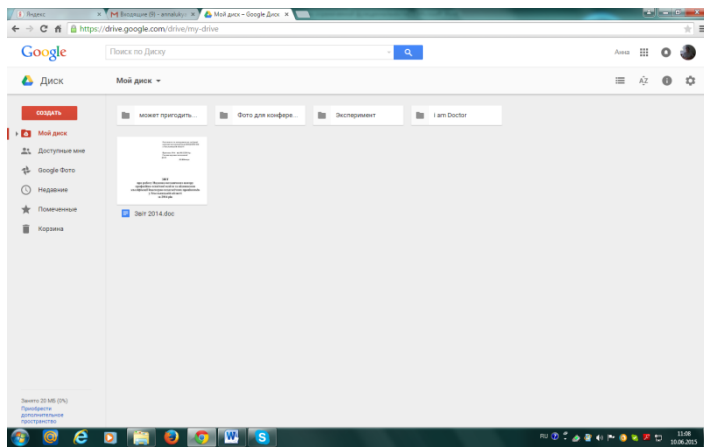 Яндекс
Входящие (9) - annaluky
Мой диск – Google Диск
https://drive.google.com/drive/my-drive
Google
Поиск по Диску
Анна
Диск
Мой диск
СОЗДАТЬ
Мой диск
Доступные мне
Google Фото
Недавние
Помеченные
Корзина
может пригодить...
Фото для конфере...
Эксперимент
I am Doctor
Звіт 2014.doc
Занято 20 МБ (0%)
Приобрести
дополнительное
пространство
RU
11:08
10.06.2015